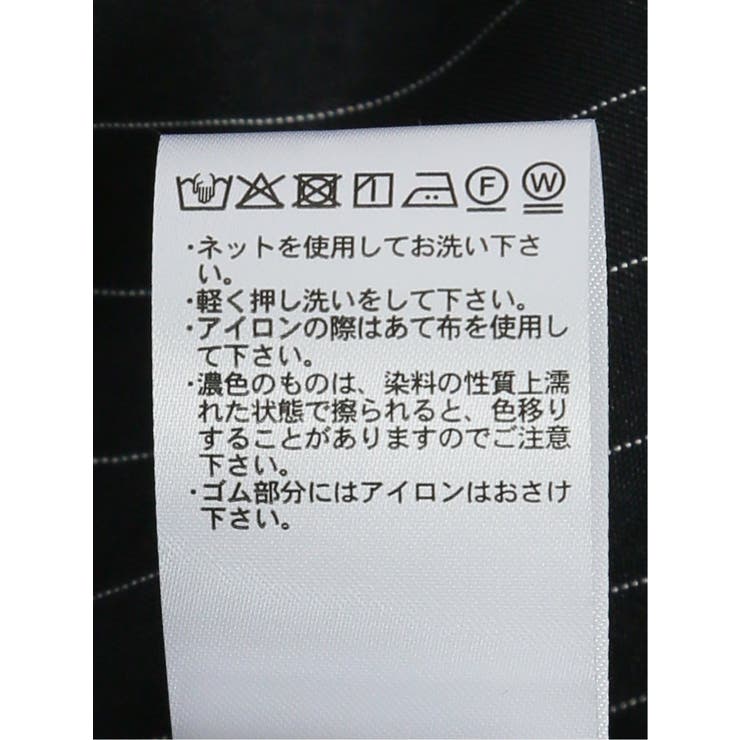 F W
・ネットを使用してお洗い下さ
い。
・軽く押し洗いをして下さい。
・アイロンの際はあて布を使用し
て下さい。
・濃色のものは、染料の性質上濡
れた状態で擦られると、色移り
することがありますのでご注意
下さい。
・ゴム部分にはアイロンはおさけ
下さい。